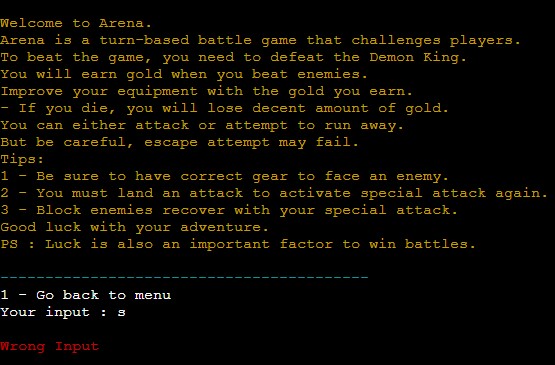 Welcome to Arena.
Arena is a turn-based battle game that challenges players.
To beat the game, you need to defeat the Demon King.
You will earn gold when you beat enemies.
Improve your equipment with the gold you earn.
- If you die, you will lose decent amount of gold.
You can either attack or attempt to run away.
But be careful, escape attempt may fail.
Tips:
1 - Be sure to have correct gear to face an enemy.
2 - You must land an attack to activate special attack again.
3 - Block enemies recover with your special attack.
Good luck with your adventure.
PS : Luck is also an important factor to win battles.
-----------------------------------------
1 - Go back to menu
Your input : s
Wrong Input